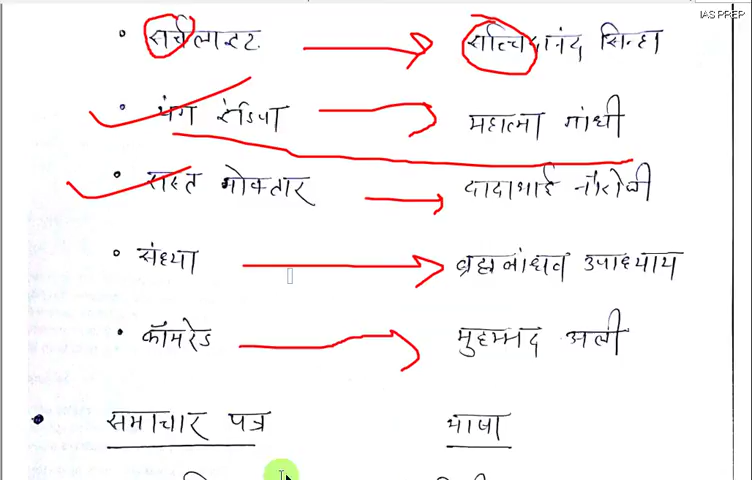 IAS PREP
• सर्चलाइट → सच्चिदानंद सिन्हा
• यंग इंडिया → महात्मा गांधी
• रास्त गोफ्तार → दादाभाई नौरोजी
• संध्या → ब्रह्मबांधव उपाध्याय
• कॉमरेड → मुहम्मद अली
• समाचार पत्र भाषा